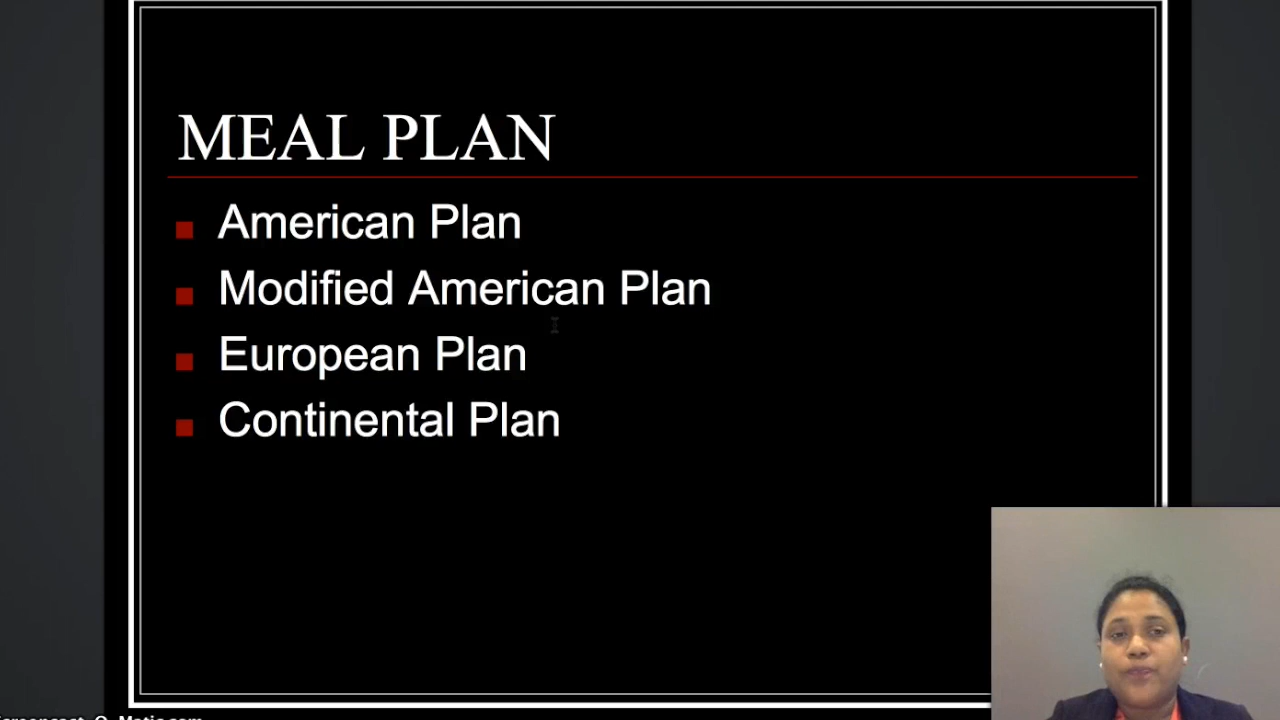 MEAL PLAN
American Plan
Modified American Plan
European Plan
Continental Plan